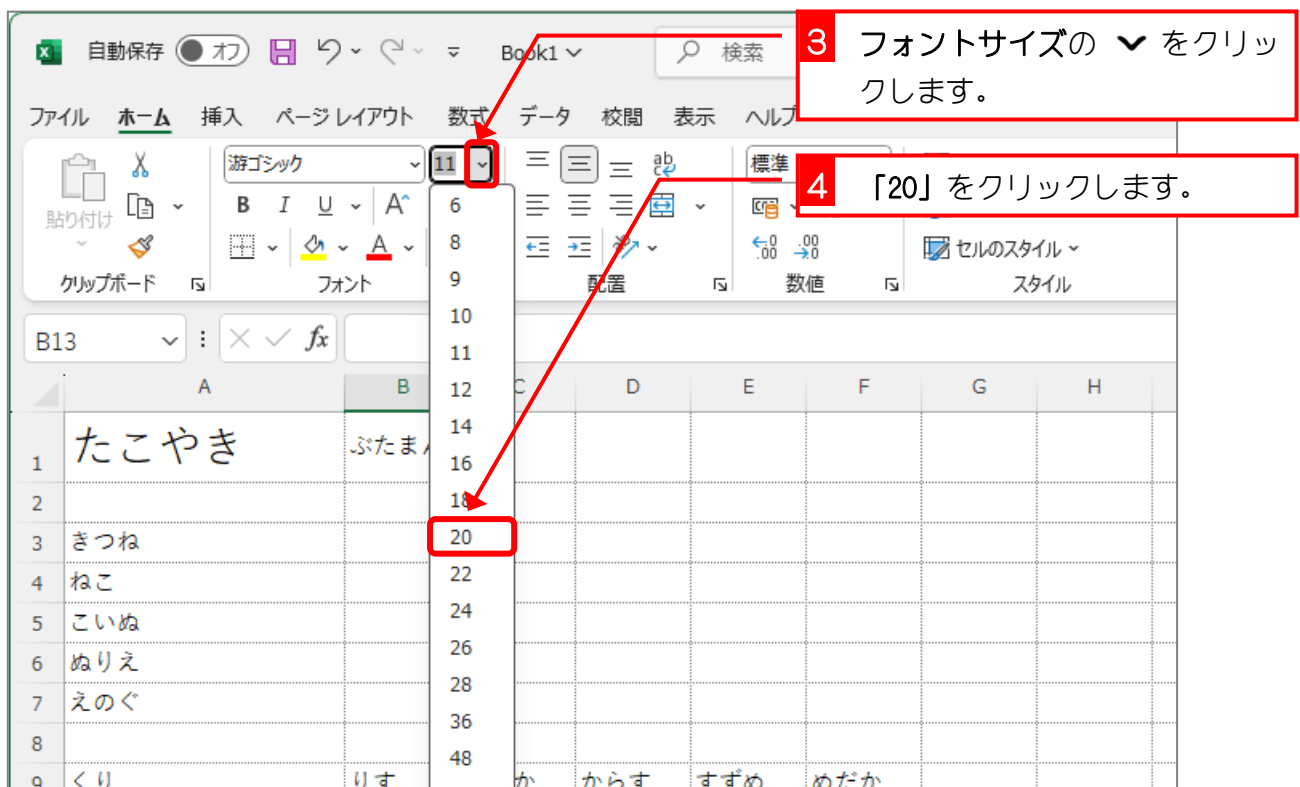 自動保存 オフ Book1 検索
3 フォントサイズの ✔ をクリッ
クします。
ファイル ホーム 挿入 ページ レイアウト 数式 データ 校閲 表示 ヘルプ
游ゴシック 11 標準
4 「20」をクリックします。
貼り付け B I U A A
セルのスタイル
クリップボード フォント 配置 数値 スタイル
B13 fx
6
8
9
10
11
12
14
16
18
20
22
24
26
28
36
48
A B C D E F G H
1 たこやき ぶたまん
2
3 きつね
4 ねこ
5 こいぬ
6 ぬりえ
7 えのぐ
8
9 くり りす か からす すずめ めだか